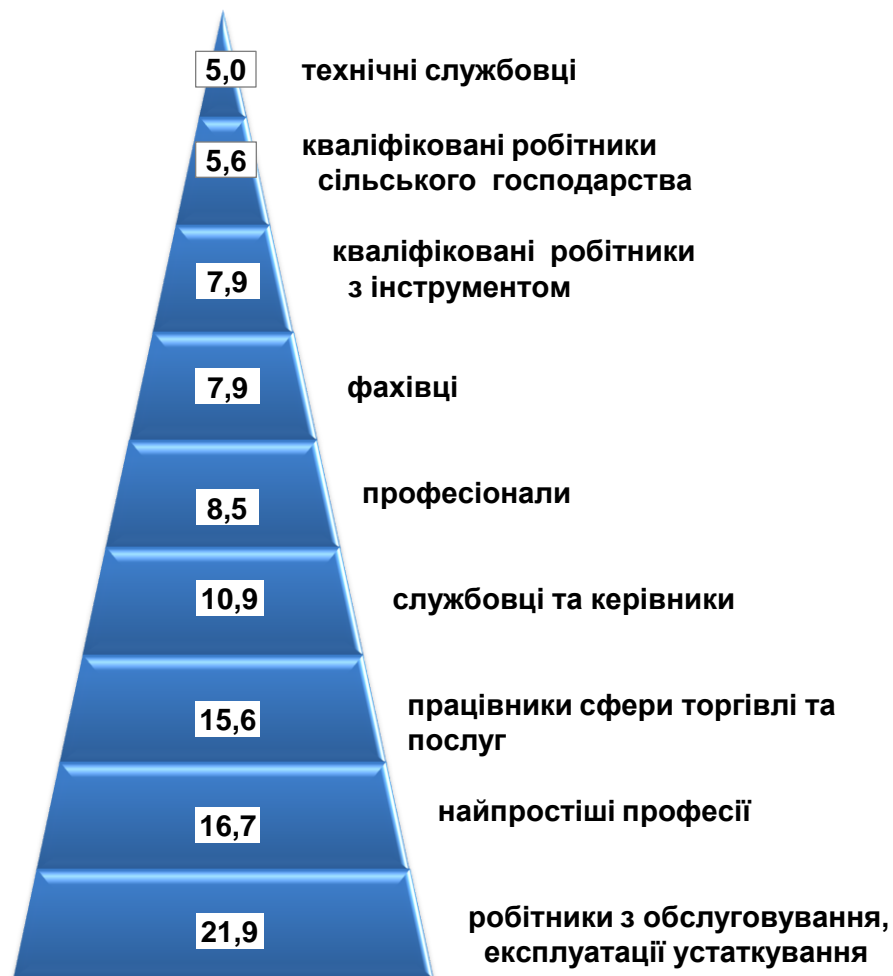 5,0 технічні службовці
5,6 кваліфіковані робітники
сільського господарства
7,9 кваліфіковані робітники
з інструментом
7,9 фахівці
8,5 професіонали
10,9 службовці та керівники
15,6 працівники сфери торгівлі та
послуг
16,7 найпростіші професії
21,9 робітники з обслуговування,
експлуатації устаткування